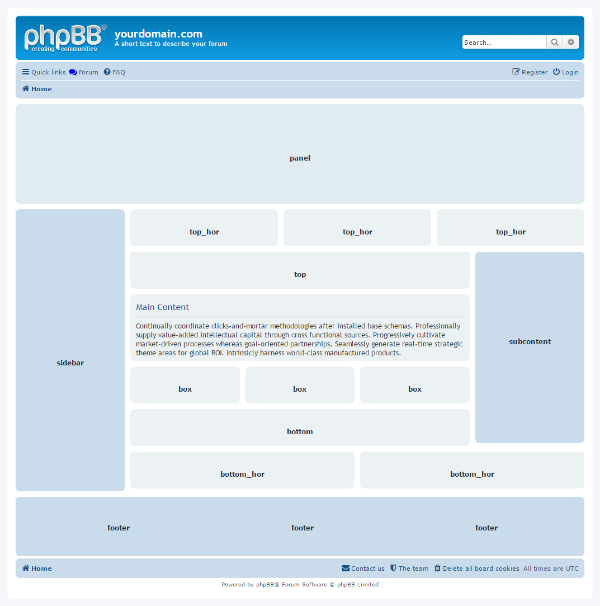 phpBB®
creating communities
yourdomain.com
A short text to describe your forum
Search…
Quick links Forum FAQ
Register Login
Home
panel
sidebar
top_hor top_hor top_hor
top
Main Content
Continually coordinate clicks-and-mortar methodologies after installed base schemas. Professionally
supply value-added intellectual capital through cross functional sources. Progressively cultivate
market-driven processes whereas goal-oriented partnerships. Seamlessly generate real-time strategic
theme areas for global ROI. Intrinsicly harness world-class manufactured products.
subcontent
box box box
bottom
bottom_hor bottom_hor
footer footer footer
Home
Contact us The team Delete all board cookies All times are UTC
Powered by phpBB® Forum Software © phpBB Limited